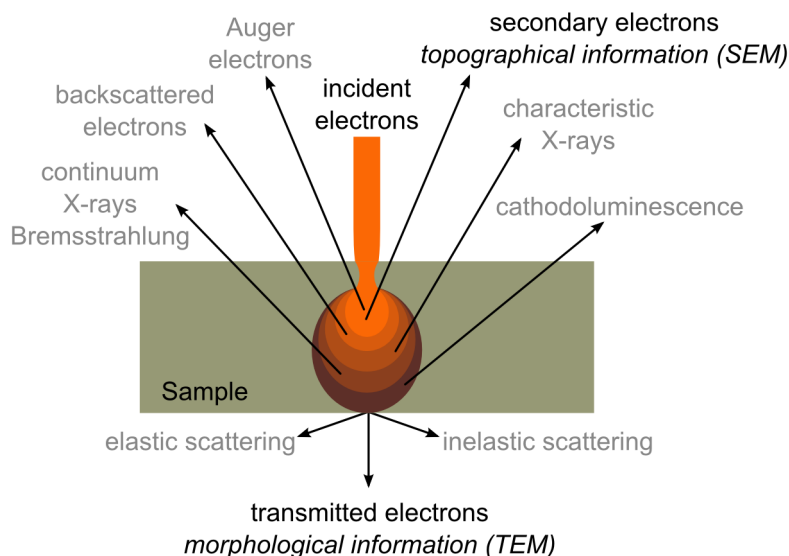 secondary electrons
topographical information (SEM)
Auger
electrons
incident
electrons
backscattered
electrons
characteristic
X-rays
continuum
X-rays
Bremsstrahlung
cathodoluminescence
Sample
elastic scattering
inelastic scattering
transmitted electrons
morphological information (TEM)